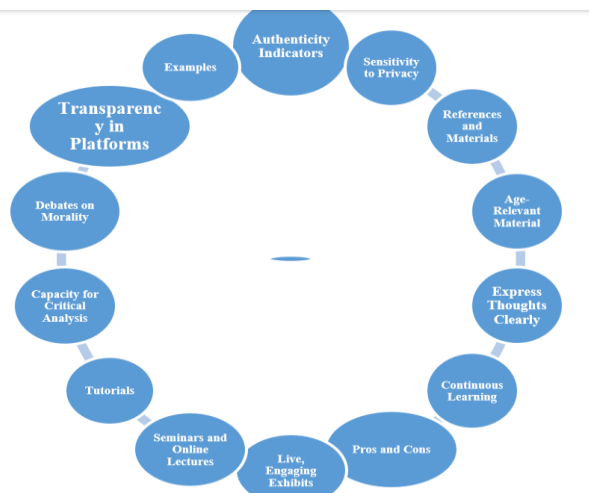 Authenticity
Indicators
Sensitivity
to Privacy
References
and
Materials
Age-
Relevant
Material
Express
Thoughts
Clearly
Continuous
Learning
Pros and Cons
Live,
Engaging
Exhibits
Seminars and
Online
Lectures
Tutorials
Capacity for
Critical
Analysis
Debates on
Morality
Transparenc
y in
Platforms
Examples